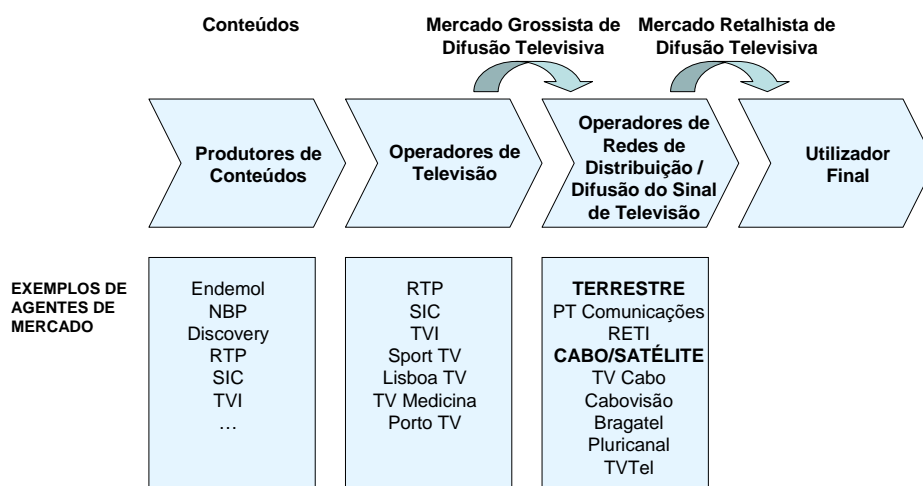 Conteúdos
Mercado Grossista de
Difusão Televisiva
Mercado Retalhista de
Difusão Televisiva
Produtores de
Conteúdos
Operadores de
Televisão
Operadores de
Redes de
Distribuição /
Difusão do Sinal
de Televisão
Utilizador
Final
EXEMPLOS DE
AGENTES DE
MERCADO
Endemol
NBP
Discovery
RTP
SIC
TVI
…
RTP
SIC
TVI
Sport TV
Lisboa TV
TV Medicina
Porto TV
TERRESTRE
PT Comunicações
RETI
CABO/SATÉLITE
TV Cabo
Cabovisão
Bragatel
Pluricanal
TVTel